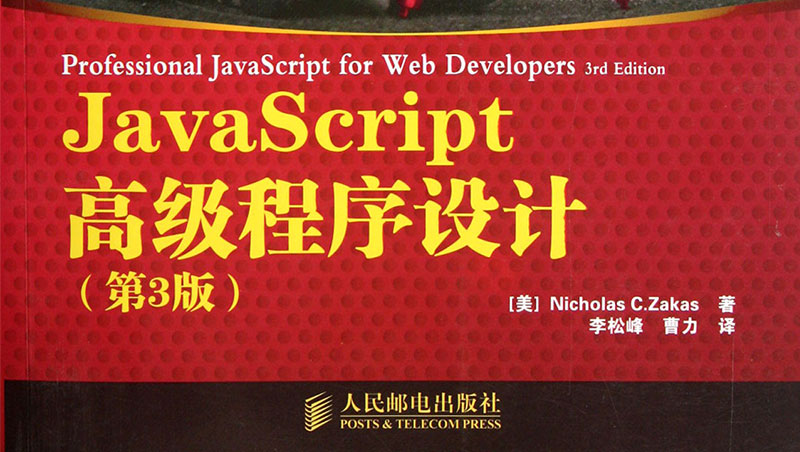 Professional JavaScript for Web Developers 3rd Edition
JavaScript
高级程序设计
(第3版)
[美] Nicholas C.Zakas 著
李松峰 曹力 译
人民邮电出版社
POSTS & TELECOM PRESS